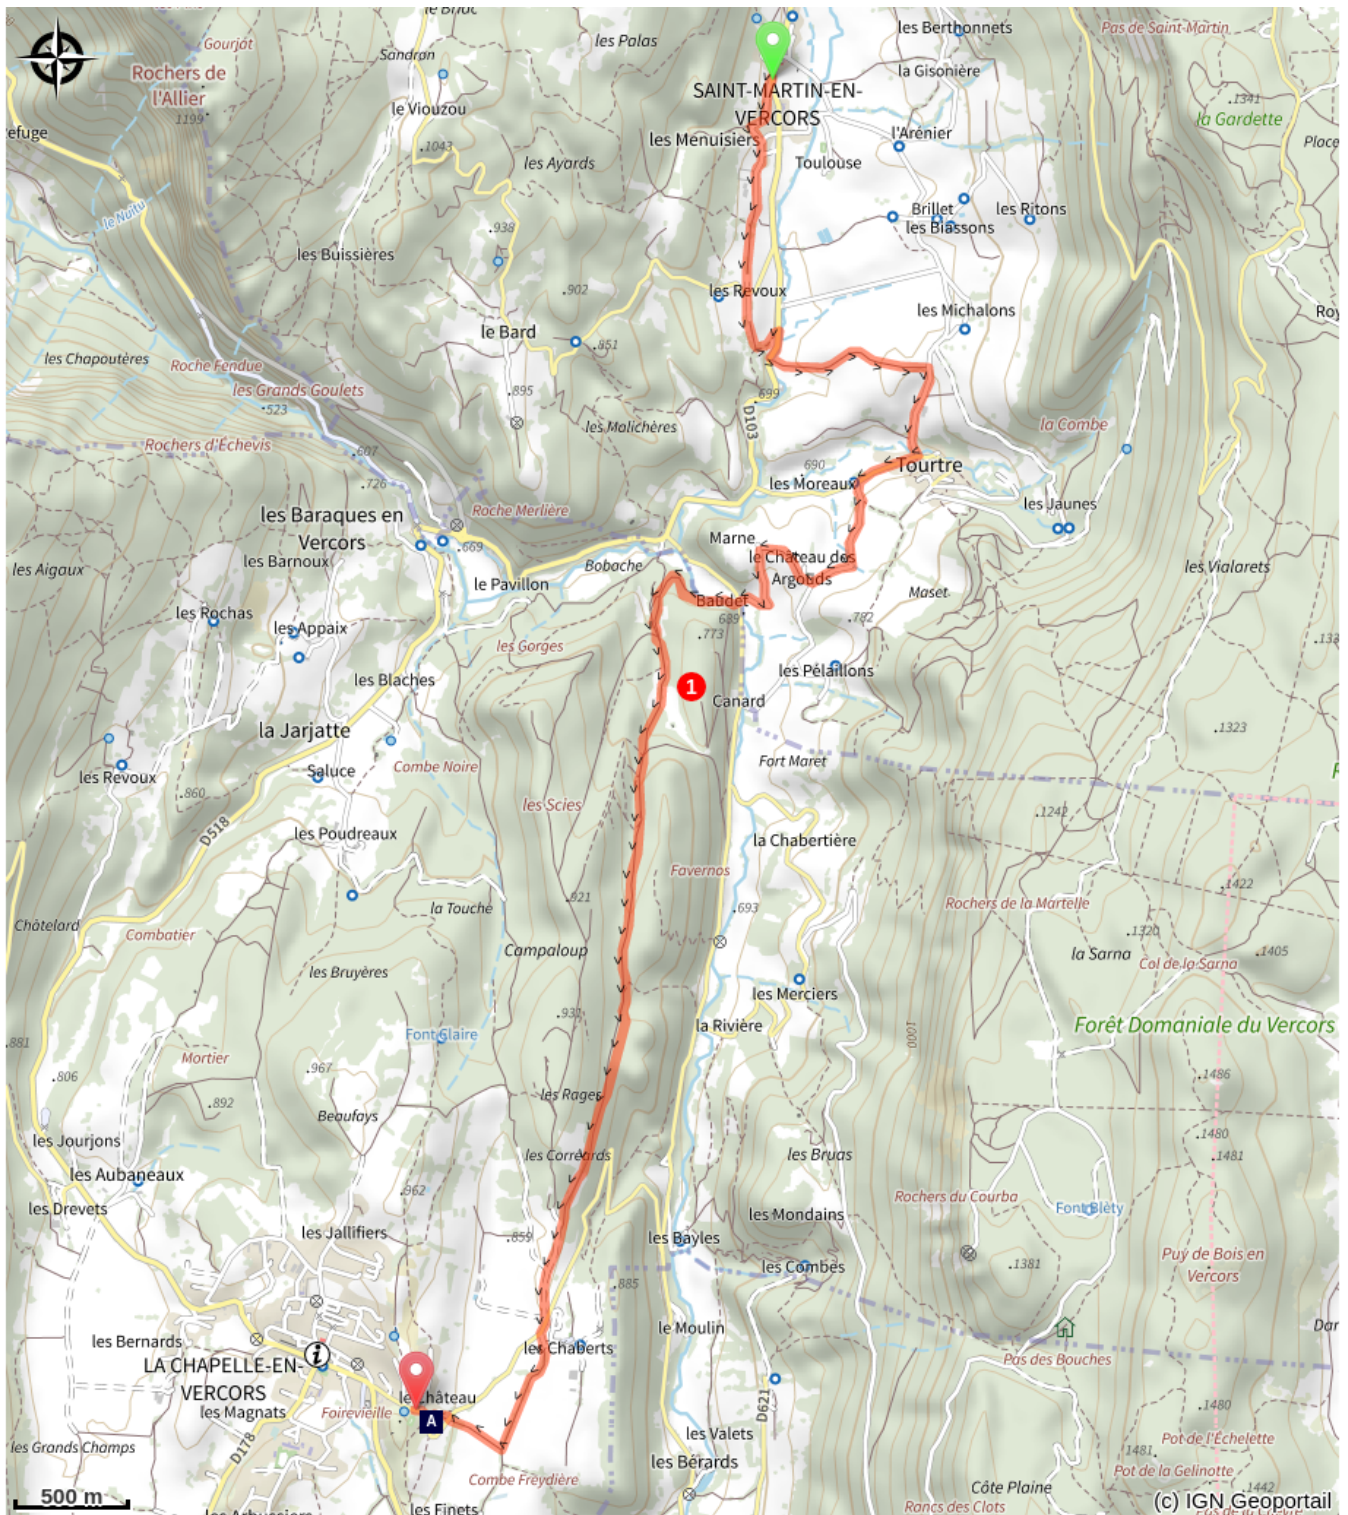 le Briac
Gourjat
Sandron
les Palas
les Berthonnets
Pas de Saint-Martin
Rochers de
l'Allier
.1199
la Gisonière
le Viouzou
SAINT-MARTIN-EN-
VERCORS
.1341
la Gardette
efuge
.1043
les Menuisiers
l'Arénier
Place
les Ayards
Toulouse
le Nuitu
.938
Brillet
les Ritons
les Biassons
les Buissières
.902
les Revoux
les Michalons
Roy
le Bard
.851
les Chapoutères
Roche Fendue
les Grands Goulets
.895
.699
.523
D103
les Malichères
la Combe
Rochers d'Échevis
.607
690
Tourtre
.726
les Moreaux
les Jaunes
les Baraques en
Vercors
Roche Merlière
Marne
.669
le Château des
Argouds
les Barnoux
Bobache
les Aigaux
le Pavillon
les Vialarets
Maset
Baudet
689
les Rochas
.773
.782
les Appaix
les Gorges
.133
les Pélaillons
les Blaches
1
Canard
la Jarjatte
.1323
Fort Maret
les Revoux
Saluce
Combe Noire
F
.860
les Scies
D518
les Poudreaux
.1242
la Chabertière
Favernos
.1422
.921
la Touche
.693
Rochers de la Martelle
Châtelard
Combatier
.1320
Campaloup
la Sarna
Col de la Sarna
.1405
les Bruyères
les Merciers
.931
la Rivière
Forêt Domaniale du Vercors
Font Claire
1000
.881
Mortier
.967
.806
.1486
les Rages
.892
Beaufays
.1480
les Jourjons
.1481
les Corréards
les Bruas
les Aubaneaux
.962
Rochers du Courba
les Drevets
les Mondains
Font Bléty
les Jallifiers
.859
les Bayles
Puy de Bois en
Vercors
les Combes
.1381
.885
les Bernards
le Moulin
Dar
les Chaberts
LA CHAPELLE-EN-
VERCORS
i
Pas des Bouches
le Château
les Magnats
Foirevieille
A
D621
.1480
D178
les Valets
Pot de l'Échelette
les Grands Champs
.1481
les Bérards
Pot de la Gelinotte
Combe Freydière
Côte Plaine
.1442
500 m
les Finets
Rancs des Clots
(c) IGN Geoportail